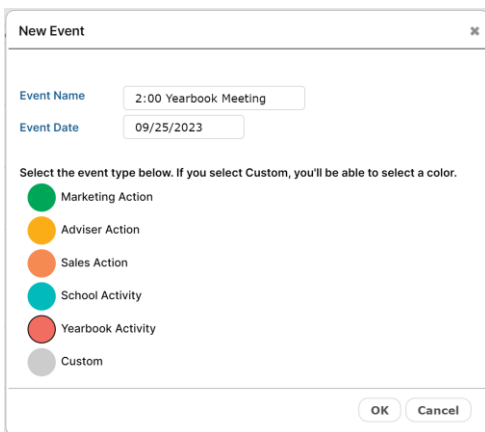 New Event
Event Name
2:00 Yearbook Meeting
Event Date
09/25/2023
Select the event type below. If you select Custom, you'll be able to select a color.
Marketing Action
Adviser Action
Sales Action
School Activity
Yearbook Activity
Custom
OK
Cancel